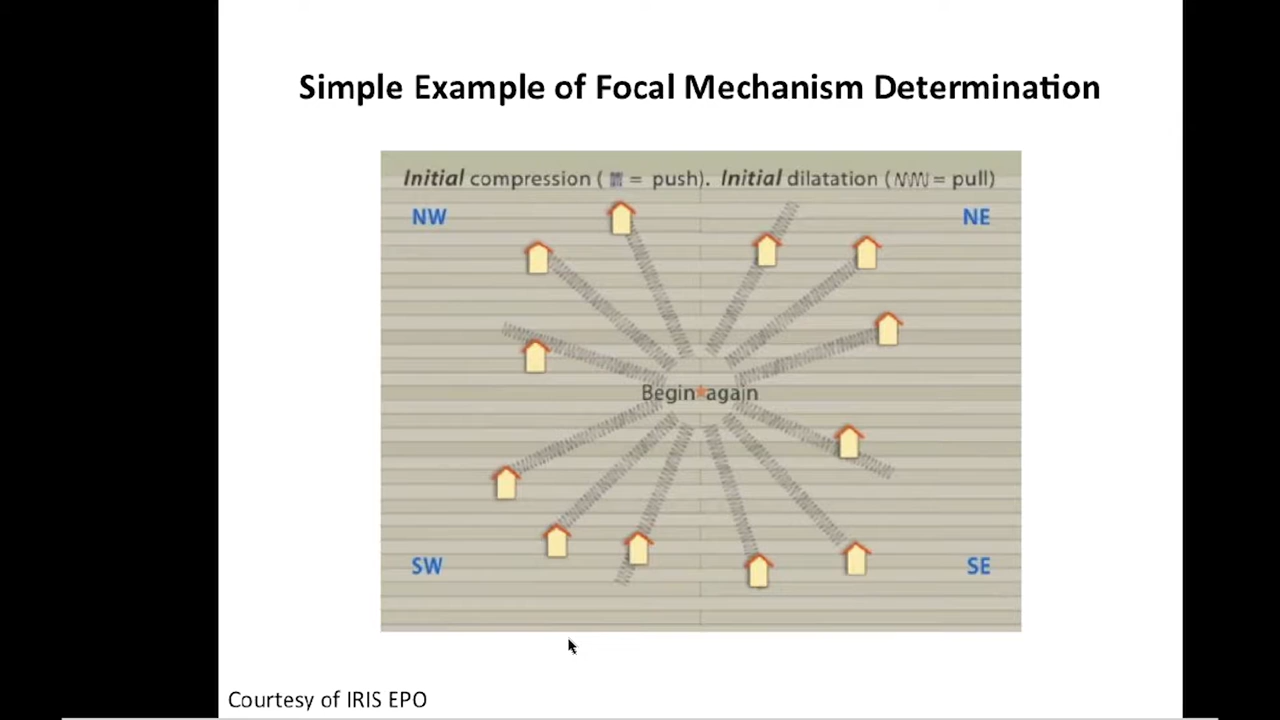 Simple Example of Focal Mechanism Determination
Initial compression ( = push). Initial dilatation ( = pull)
NW
NE
Begin again
SW
SE
Courtesy of IRIS EPO